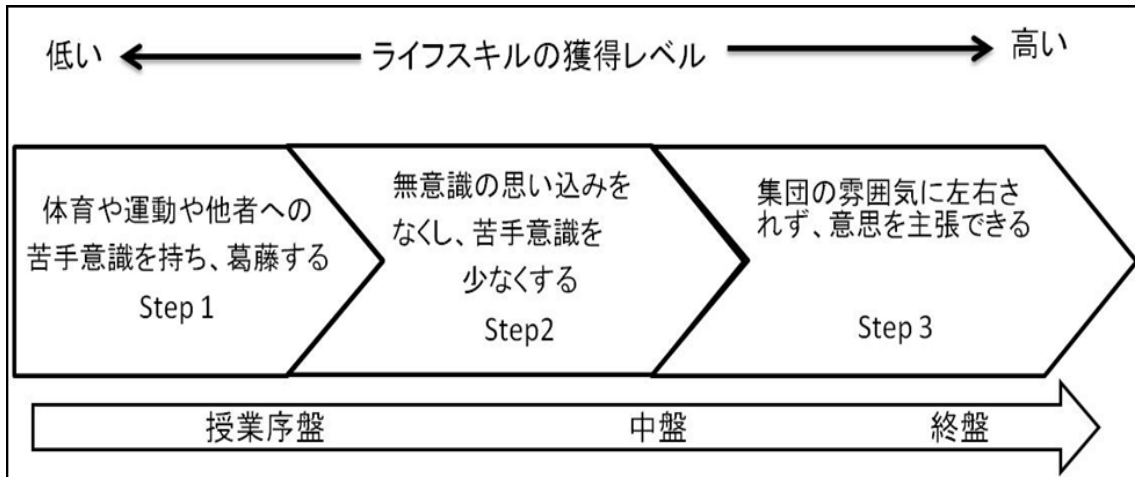 低い
ライフスキルの獲得レベル
高い
体育や運動や他者への
苦手意識を持ち、葛藤する
Step 1
無意識の思い込みを
なくし、苦手意識を
少なくする
Step2
集団の雰囲気に左右さ
れず、意思を主張できる
Step 3
授業序盤
中盤
終盤